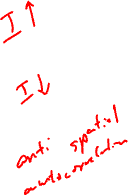 I ↑
I ↓
anti spatial
autocorrelation